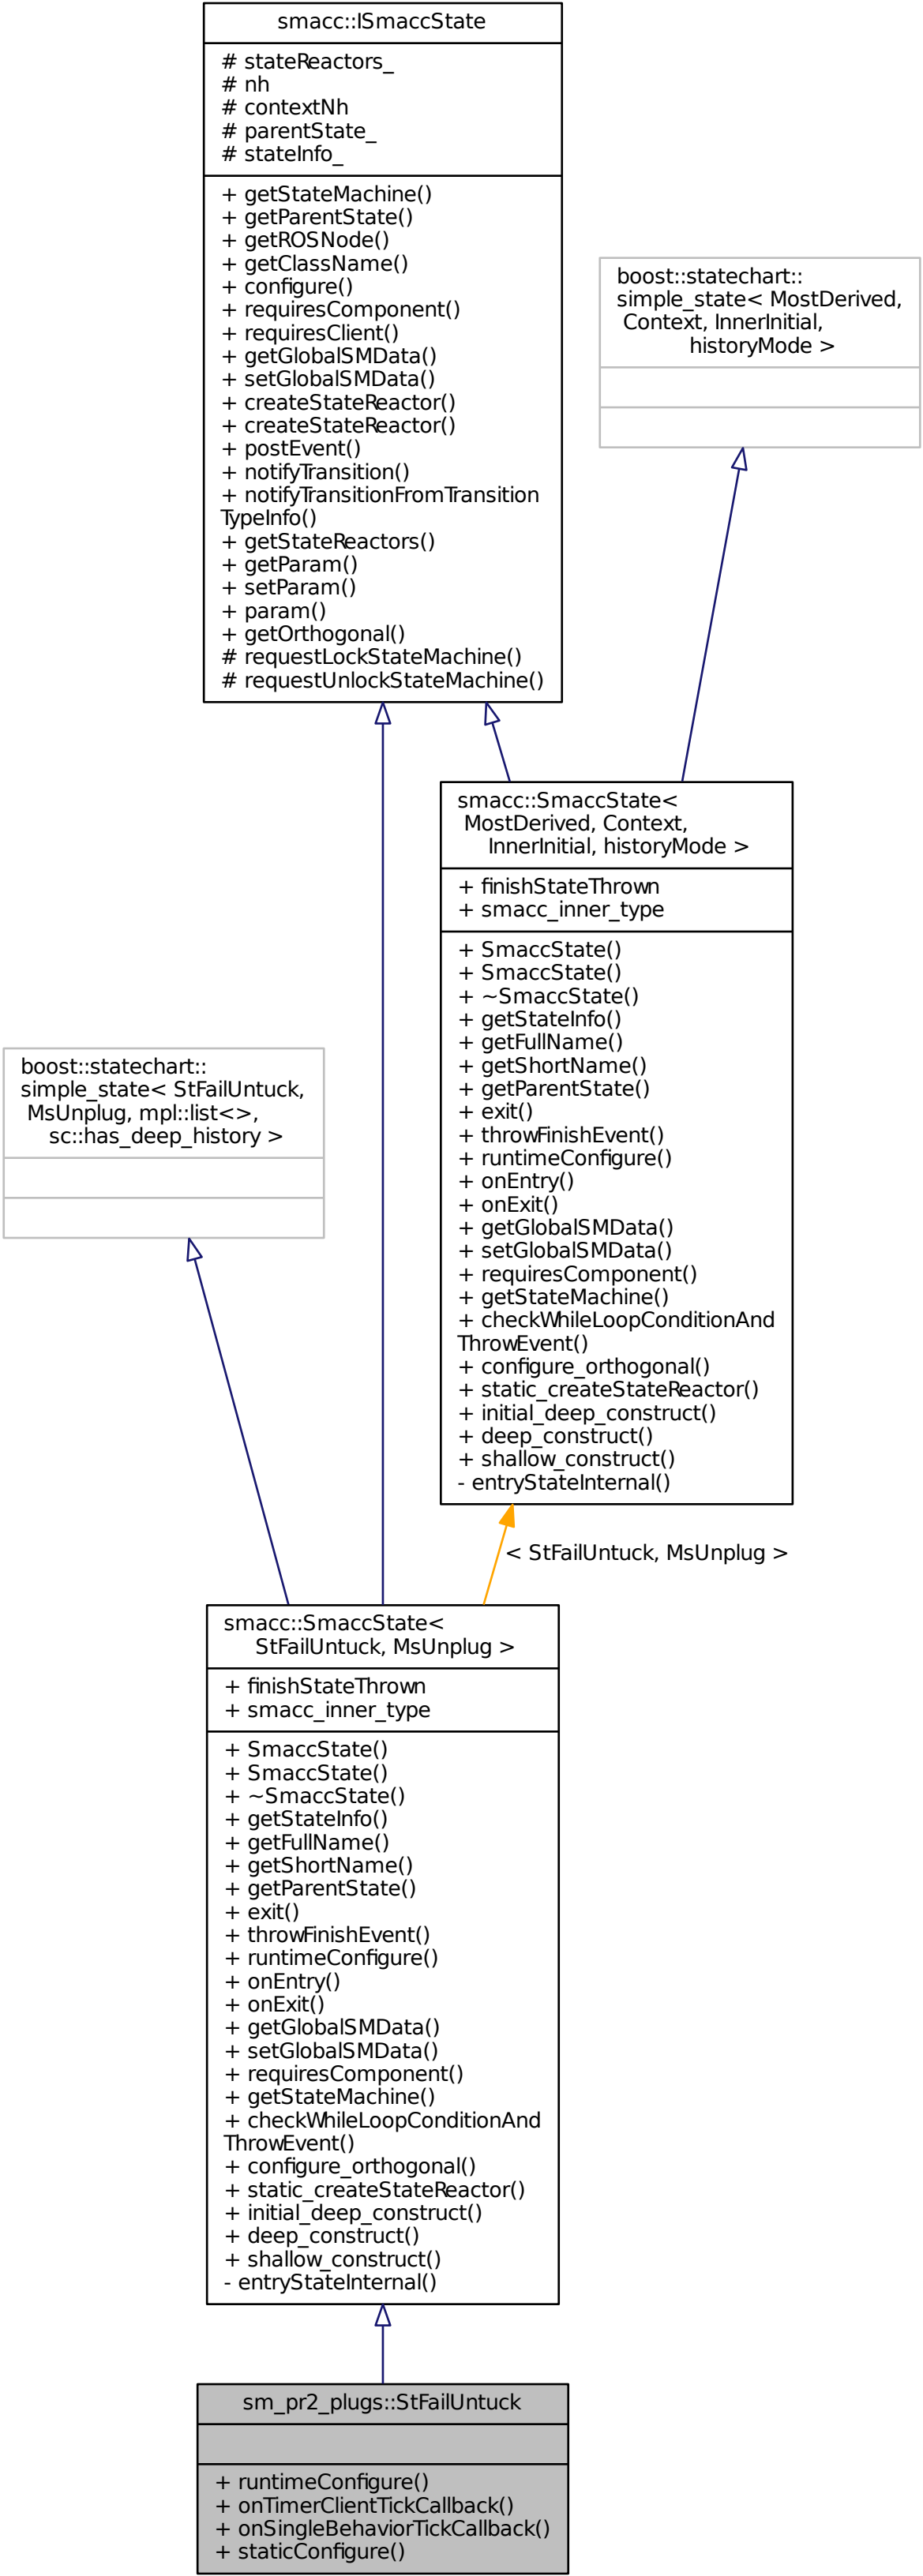 smacc::ISmaccState
# stateReactors_
# nh
# contextNh
# parentState_
# stateInfo_
+ getStateMachine()
+ getParentState()
+ getROSNode()
+ getClassName()
+ configure()
+ requiresComponent()
+ requiresClient()
+ getGlobalSMData()
+ setGlobalSMData()
+ createStateReactor()
+ createStateReactor()
+ postEvent()
+ notifyTransition()
+ notifyTransitionFromTransition
TypeInfo()
+ getStateReactors()
+ getParam()
+ setParam()
+ param()
+ getOrthogonal()
# requestLockStateMachine()
# requestUnlockStateMachine()
boost::statechart::
simple_state< MostDerived,
Context, InnerInitial,
historyMode >
smacc::SmaccState<
MostDerived, Context,
InnerInitial, historyMode >
+ finishStateThrown
+ smacc_inner_type
+ SmaccState()
+ SmaccState()
+ ~SmaccState()
+ getStateInfo()
+ getFullName()
+ getShortName()
+ getParentState()
+ exit()
+ throwFinishEvent()
+ runtimeConfigure()
+ onEntry()
+ onExit()
+ getGlobalSMData()
+ setGlobalSMData()
+ requiresComponent()
+ getStateMachine()
+ checkWhileLoopConditionAnd
ThrowEvent()
+ configure_orthogonal()
+ static_createStateReactor()
+ initial_deep_construct()
+ deep_construct()
+ shallow_construct()
- entryStateInternal()
boost::statechart::
simple_state< StFailUntuck,
MsUnplug, mpl::list<>,
sc::has_deep_history >
< StFailUntuck, MsUnplug >
smacc::SmaccState<
StFailUntuck, MsUnplug >
+ finishStateThrown
+ smacc_inner_type
+ SmaccState()
+ SmaccState()
+ ~SmaccState()
+ getStateInfo()
+ getFullName()
+ getShortName()
+ getParentState()
+ exit()
+ throwFinishEvent()
+ runtimeConfigure()
+ onEntry()
+ onExit()
+ getGlobalSMData()
+ setGlobalSMData()
+ requiresComponent()
+ getStateMachine()
+ checkWhileLoopConditionAnd
ThrowEvent()
+ configure_orthogonal()
+ static_createStateReactor()
+ initial_deep_construct()
+ deep_construct()
+ shallow_construct()
- entryStateInternal()
sm_pr2_plugs::StFailUntuck
+ runtimeConfigure()
+ onTimerClientTickCallback()
+ onSingleBehaviorTickCallback()
+ staticConfigure()